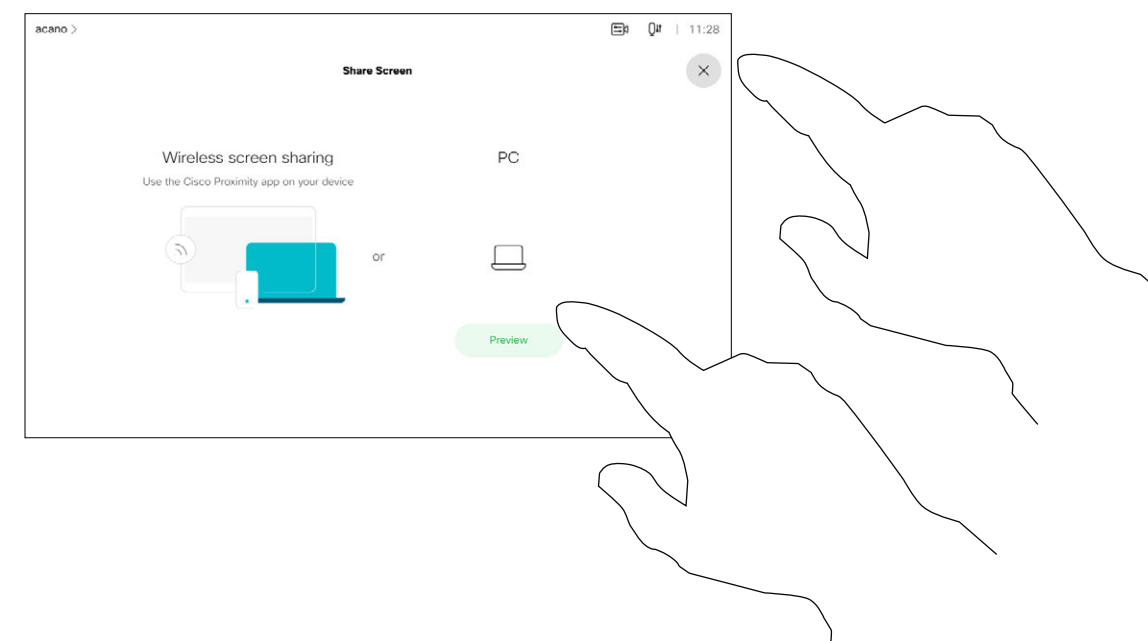 acano >
| 11:28
Share Screen
Wireless screen sharing
Use the Cisco Proximity app on your device
PC
or
Preview